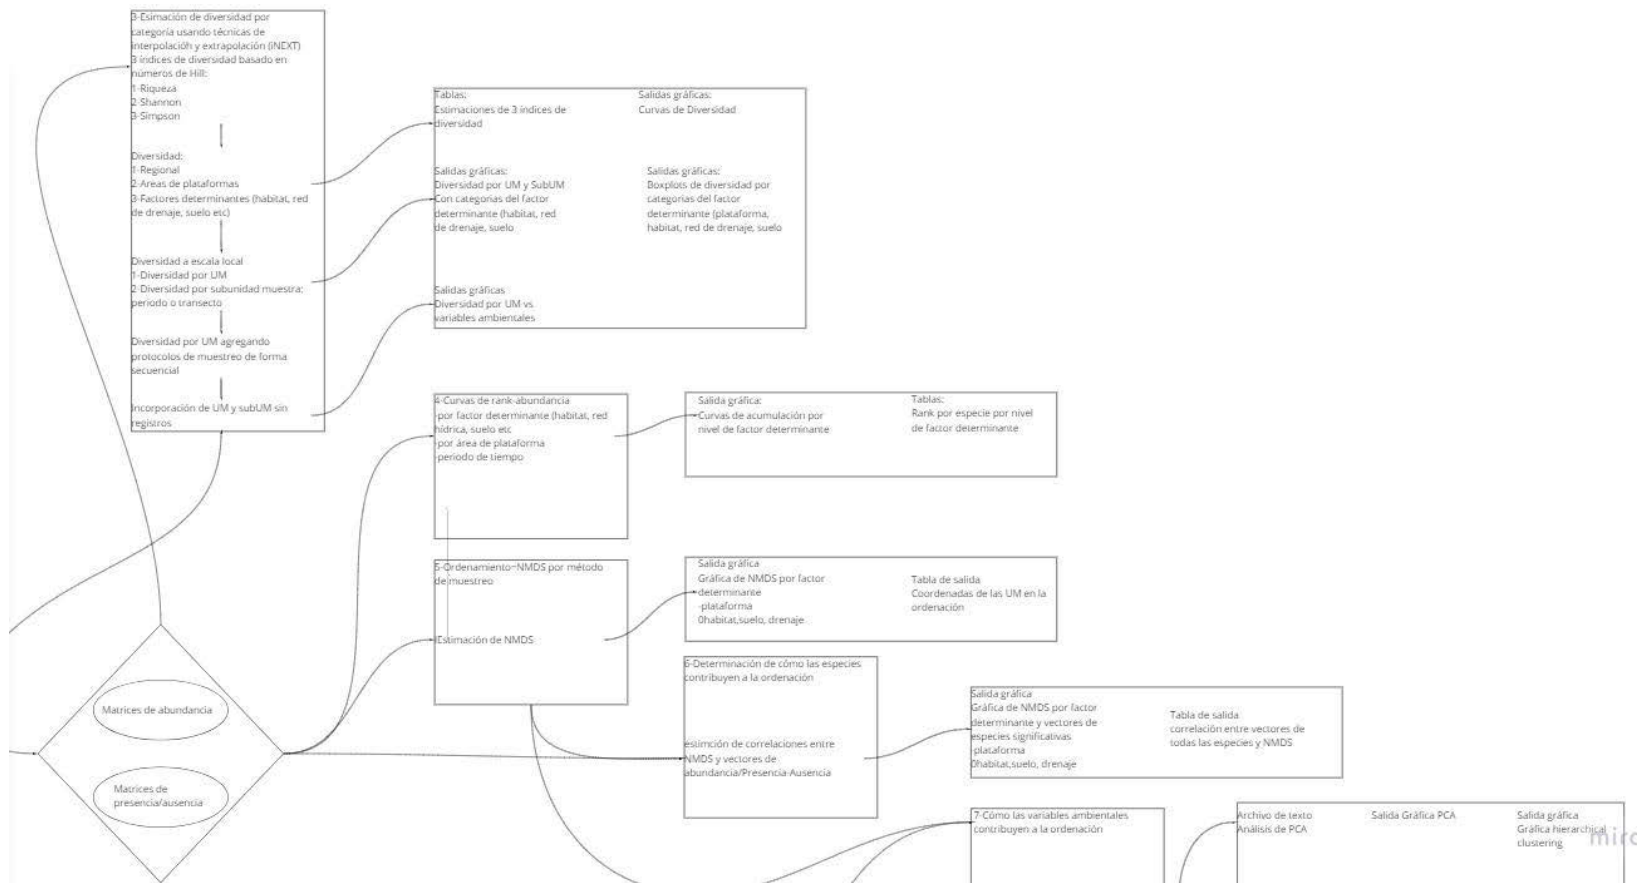 3-Esimación de diversidad por
categoría usando técnicas de
interpolación y extrapolación (iNEXT)
3 índices de diversidad basado en
números de Hill:
1-Riqueza
2-Shannon
3-Simpson
Diversidad:
1-Regional
2-Areas de plataformas
3-Factores determinantes (habitat, red
de drenaje, suelo etc)
Diversidad a escala local
1-Diversidad por UM
2-Diversidad por subunidad muestra:
periodo o transecto
Diversidad por UM agregando
protocolos de muestreo de forma
secuencial
Incorporación de UM y subUM sin
registros
Tablas:
Estimaciones de 3 índices de
diversidad
Salidas gráficas:
Curvas de Diversidad
Salidas gráficas:
Diversidad por UM y SubUM
Con categorias del factor
determinante (habitat, red
de drenaje, suelo
Salidas gráficas:
Boxplots de diversidad por
categorias del factor
determinante (plataforma,
habitat, red de drenaje, suelo
Salidas gráficas
Diversidad por UM vs
variables ambientales
4-Curvas de rank-abundancia
-por factor determinante (habitat, red
hídrica, suelo etc
-por área de plataforma
-periodo de tiempo
Salida gráfica:
Curvas de acumulación por
nivel de factor determinante
Tablas:
Rank por especie por nivel
de factor determinante
5-Ordenamiento=NMDS por método
de muestreo
Estimación de NMDS
Salida gráfica
Gráfica de NMDS por factor
determinante
-plataforma
0habitat,suelo, drenaje
Tabla de salida
Coordenadas de las UM en la
ordenación
6-Determinación de cómo las especies
contribuyen a la ordenación
estimción de correlaciones entre
NMDS y vectores de
abundancia/Presencia-Ausencia
Salida gráfica
Gráfica de NMDS por factor
determinante y vectores de
especies significativas
-plataforma
0habitat,suelo, drenaje
Tabla de salida
correlación entre vectores de
todas las especies y NMDS
Matrices de abundancia
Matrices de
presencia/ausencia
7-Cómo las variables ambientales
contribuyen a la ordenación
Archivo de texto
Análisis de PCA
Salida Gráfica PCA
Salida gráfica
Gráfica hierarchical
clustering
miro